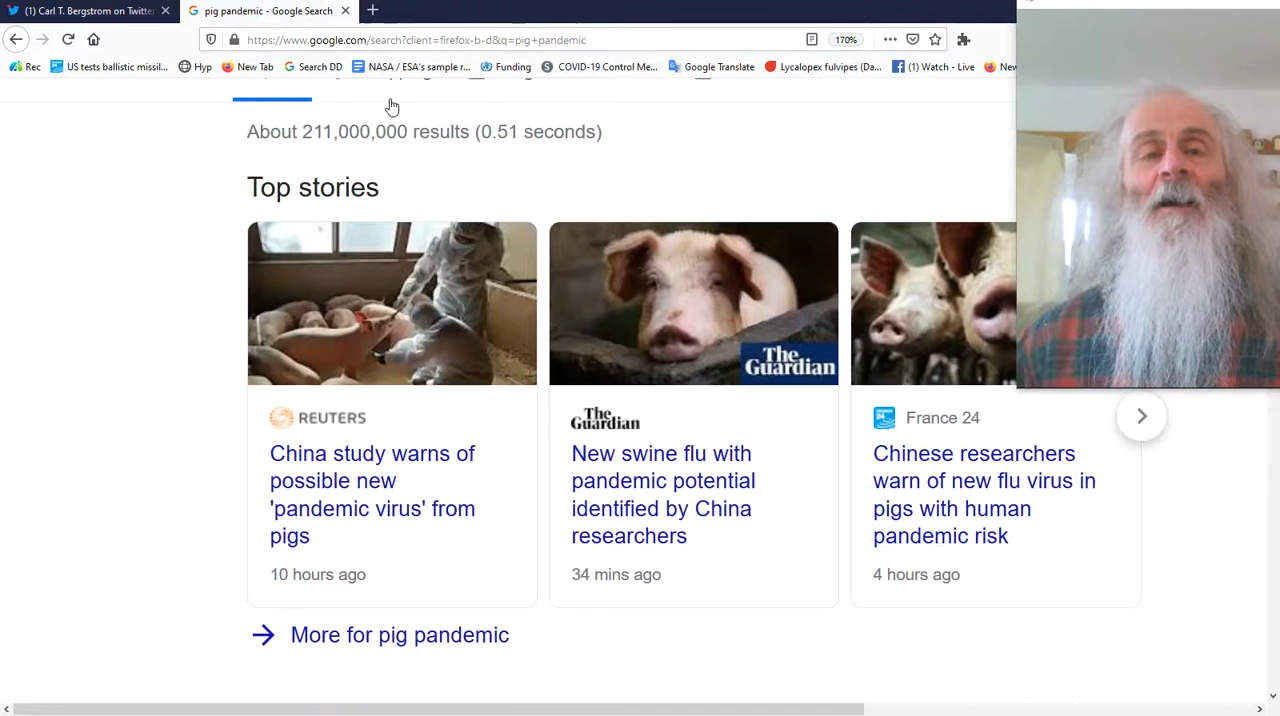 (1) Carl T. Bergstrom on Twitter
pig pandemic - Google Search
https://www.google.com/search?client=firefox-b-d&q=pig+pandemic
170%
Rec
US tests ballistic missil...
Hyp
New Tab
Search DD
NASA / ESA's sample r...
Funding
COVID-19 Control Me...
Google Translate
Lycalopex fulvipes (Da...
(1) Watch - Live
New
About 211,000,000 results (0.51 seconds)
Top stories
The
Guardian
REUTERS
China study warns of
possible new
'pandemic virus' from
pigs
10 hours ago
The
Guardian
New swine flu with
pandemic potential
identified by China
researchers
34 mins ago
France 24
Chinese researchers
warn of new flu virus in
pigs with human
pandemic risk
4 hours ago
More for pig pandemic